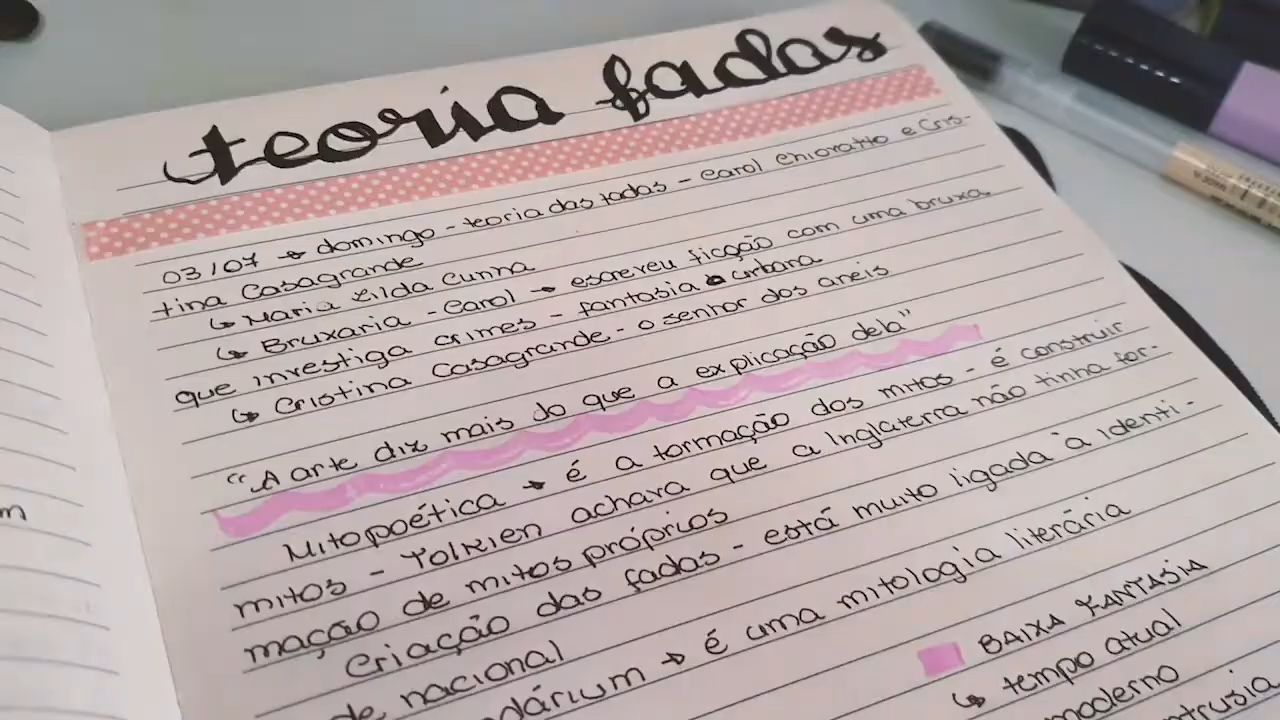 teoria fadas
03/07 → domingo - teoria das fadas - Carol Chiovatto e Cris-
tina Casagrande
↳ Maria Zilda Cunha
↳ Bruxaria - Carol → escreveu ficção com uma bruxa
que investiga crimes - fantasia urbana
↳ Cristina Casagrande - o senhor dos aneis
"A arte diz mais do que a explicação dela"
Mitopoética → é a formação dos mitos - é construir
mitos - Tolkien achava que a Inglaterra não tinha for-
mação de mitos próprios
Criação das fadas - está muito ligada à identi-
de nacional
dárium → é uma mitologia literária
BAIXA FANTASIA
↳ tempo atual
moderno
trusia
m